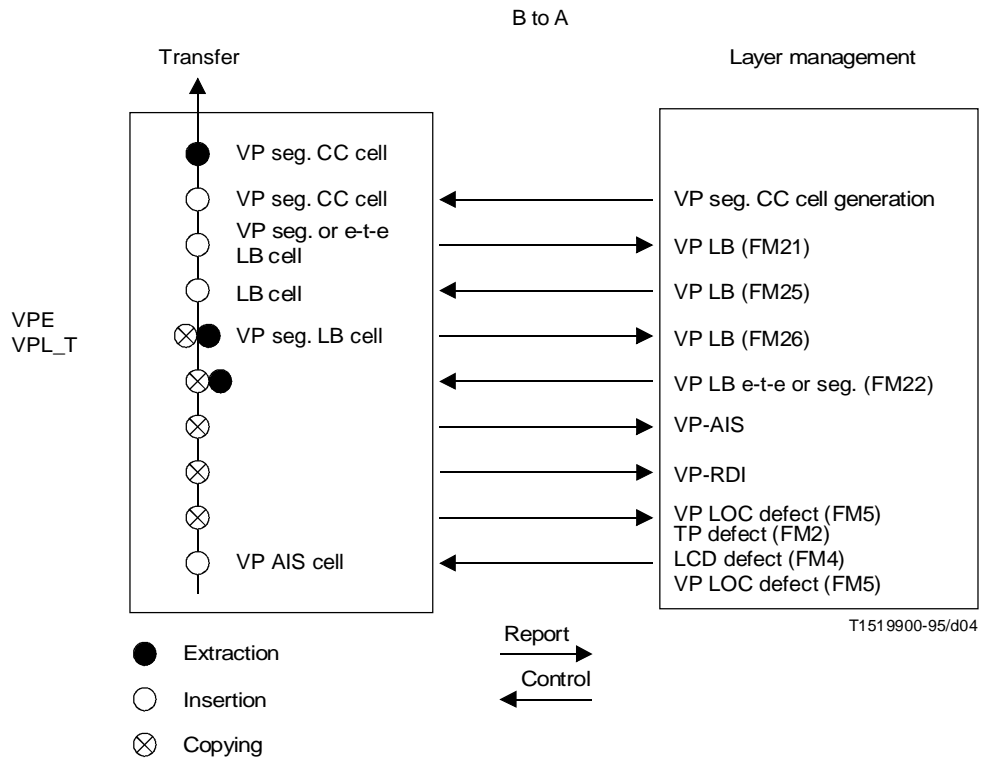 B to A
Transfer
Layer management
VP seg. CC cell
VP seg. CC cell
VP seg. CC cell generation
VP seg. or e-t-e
LB cell
VP LB (FM21)
LB cell
VP LB (FM25)
VPE
VPL_T
VP seg. LB cell
VP LB (FM26)
VP LB e-t-e or seg. (FM22)
VP-AIS
VP-RDI
VP LOC defect (FM5)
TP defect (FM2)
VP AIS cell
LCD defect (FM4)
VP LOC defect (FM5)
T1519900-95/d04
Extraction
Report
Insertion
Control
Copying